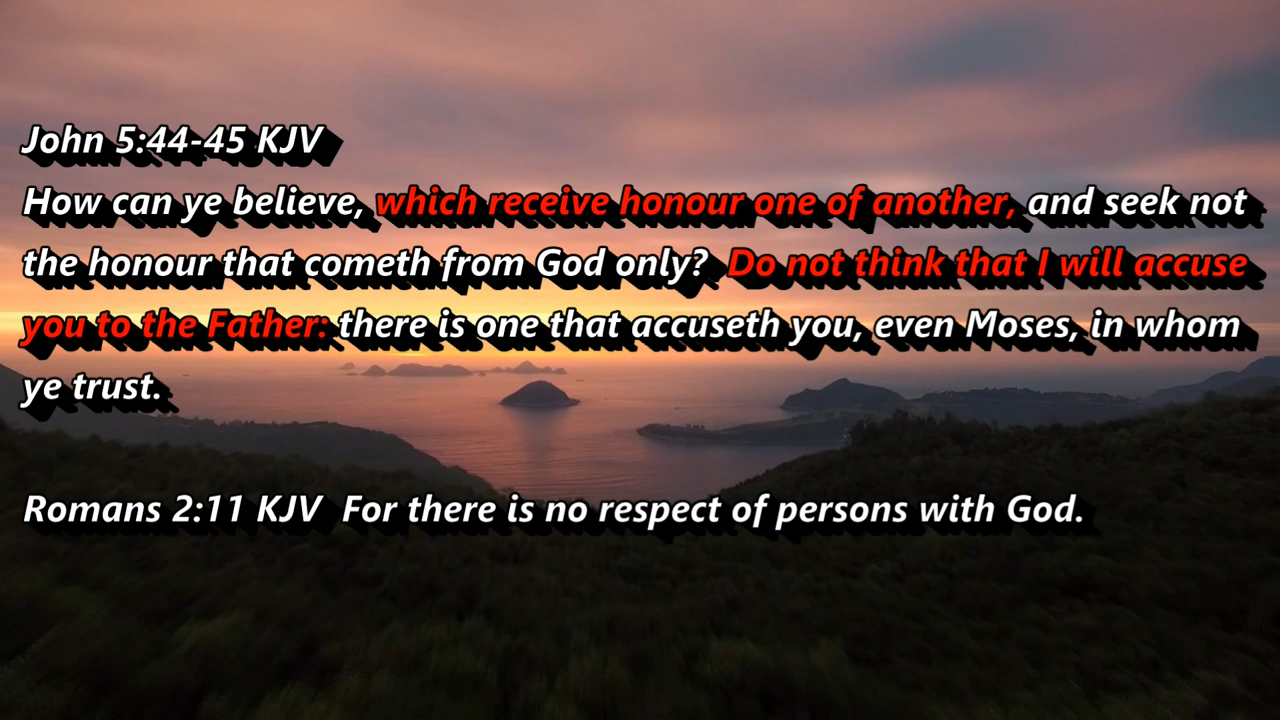 John 5:44-45 KJV
How can ye believe, which receive honour one of another, and seek not
the honour that cometh from God only?  Do not think that I will accuse
you to the Father: there is one that accuseth you, even Moses, in whom
ye trust.
Romans 2:11 KJV  For there is no respect of persons with God.